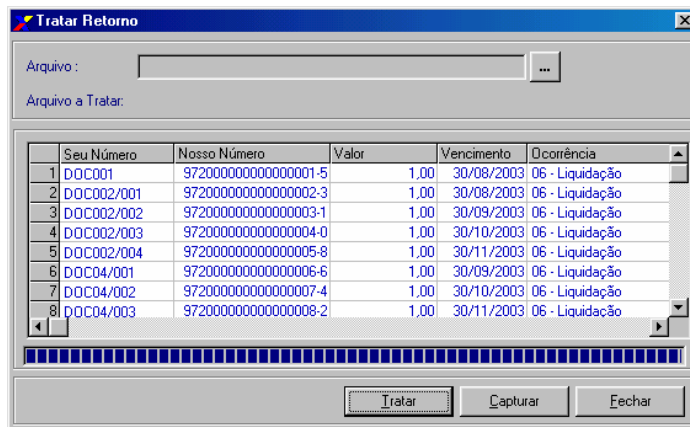 Tratar Retorno
Arquivo :
...
Arquivo a Tratar:
Seu Número Nosso Número Valor Vencimento Ocorrência
1 DOC001 972000000000000001-5 1,00 30/08/2003 06 - Liquidação
2 DOC002/001 972000000000000002-3 1,00 30/08/2003 06 - Liquidação
3 DOC002/002 972000000000000003-1 1,00 30/09/2003 06 - Liquidação
4 DOC002/003 972000000000000004-0 1,00 30/10/2003 06 - Liquidação
5 DOC002/004 972000000000000005-8 1,00 30/11/2003 06 - Liquidação
6 DOC04/001 972000000000000006-6 1,00 30/09/2003 06 - Liquidação
7 DOC04/002 972000000000000007-4 1,00 30/10/2003 06 - Liquidação
8 DOC04/003 972000000000000008-2 1,00 30/11/2003 06 - Liquidação
Tratar Capturar Fechar